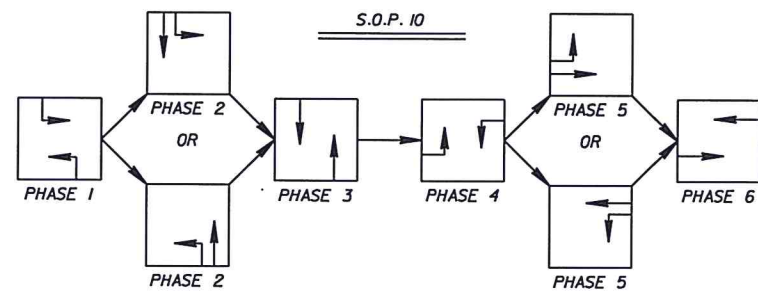 S.O.P. 10
PHASE 2
PHASE 5
PHASE 1
OR
PHASE 3
PHASE 4
OR
PHASE 6
PHASE 2
PHASE 5